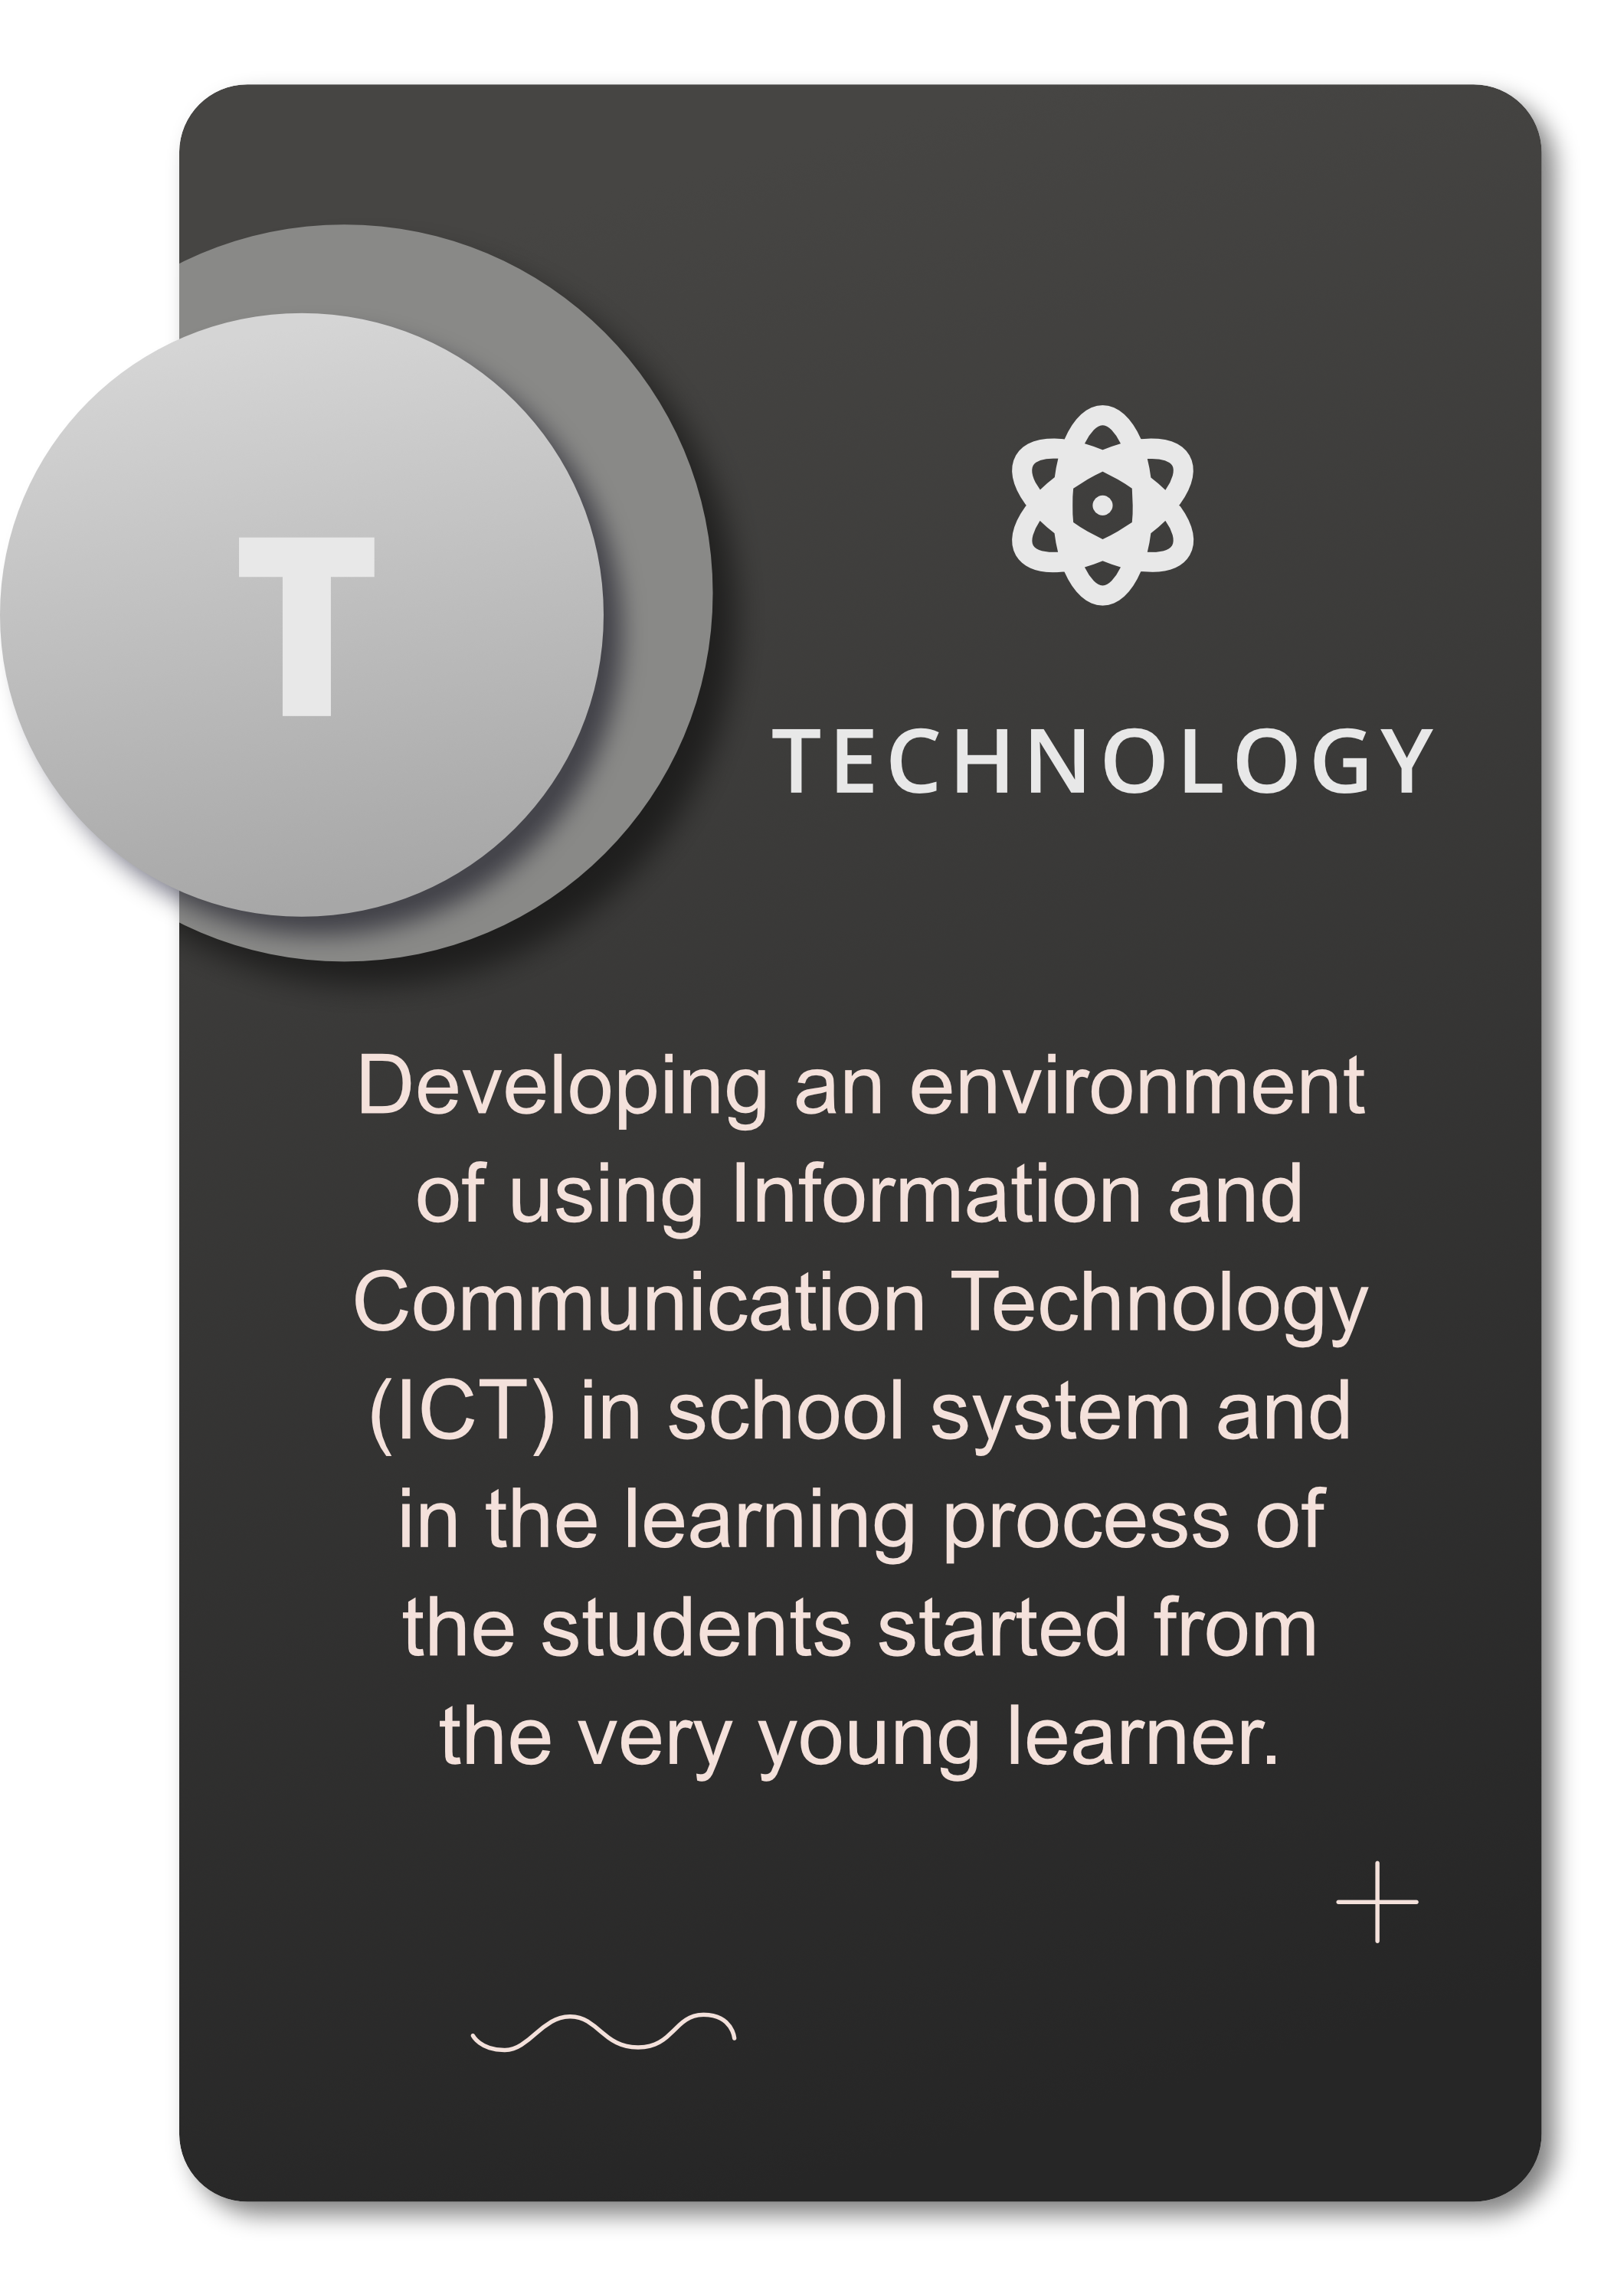 T
TECHNOLOGY
Developing an environment
of using Information and
Communication Technology
(ICT) in school system and
in the learning process of
the students started from
the very young learner.